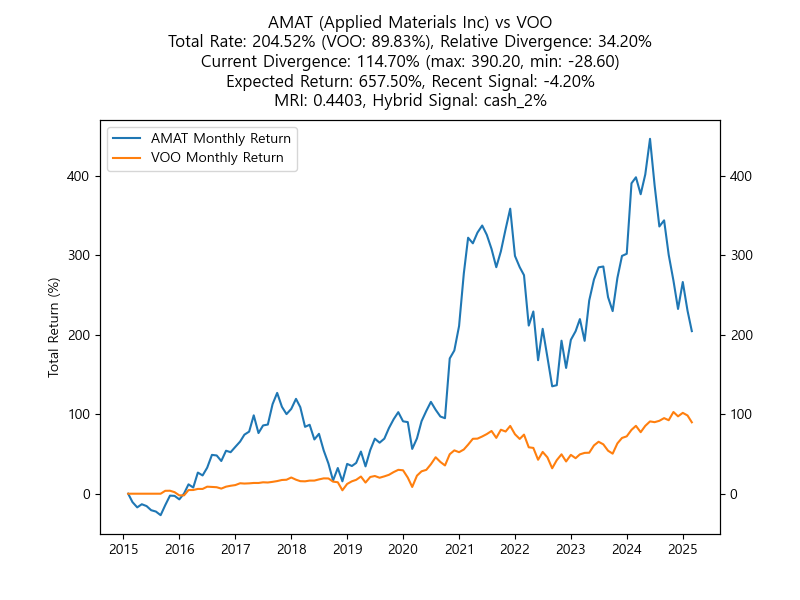 AMAT (Applied Materials Inc) vs VOO
Total Rate: 204.52% (VOO: 89.83%), Relative Divergence: 34.20%
Current Divergence: 114.70% (max: 390.20, min: -28.60)
Expected Return: 657.50%, Recent Signal: -4.20%
MRI: 0.4403, Hybrid Signal: cash_2%
AMAT Monthly Return
VOO Monthly Return
Total Return (%)
400
300
200
100
0
400
300
200
100
0
2015 2016 2017 2018 2019 2020 2021 2022 2023 2024 2025